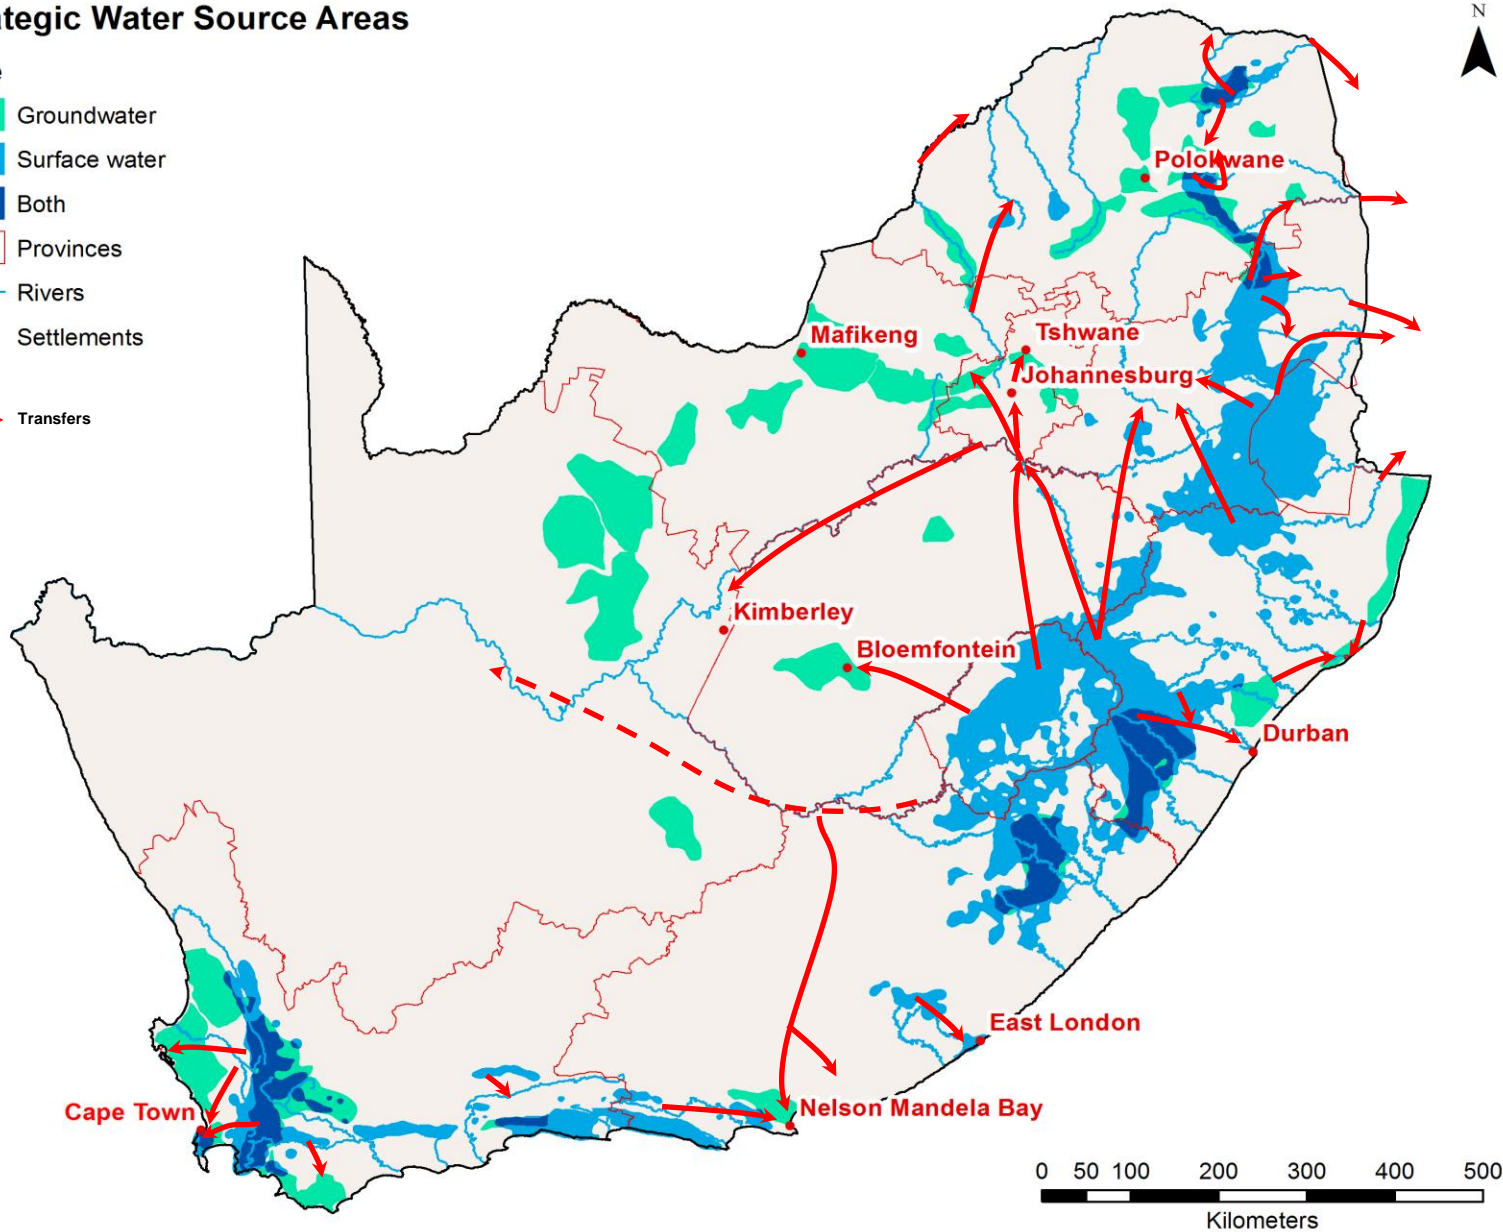 tegic Water Source Areas
N
e
Groundwater
Surface water
Both
Provinces
Rivers
Settlements
Transfers
Polokwane
Mafikeng
Tshwane
Johannesburg
Kimberley
Bloemfontein
Durban
East London
Cape Town
Nelson Mandela Bay
0 50 100 200 300 400 500
Kilometers